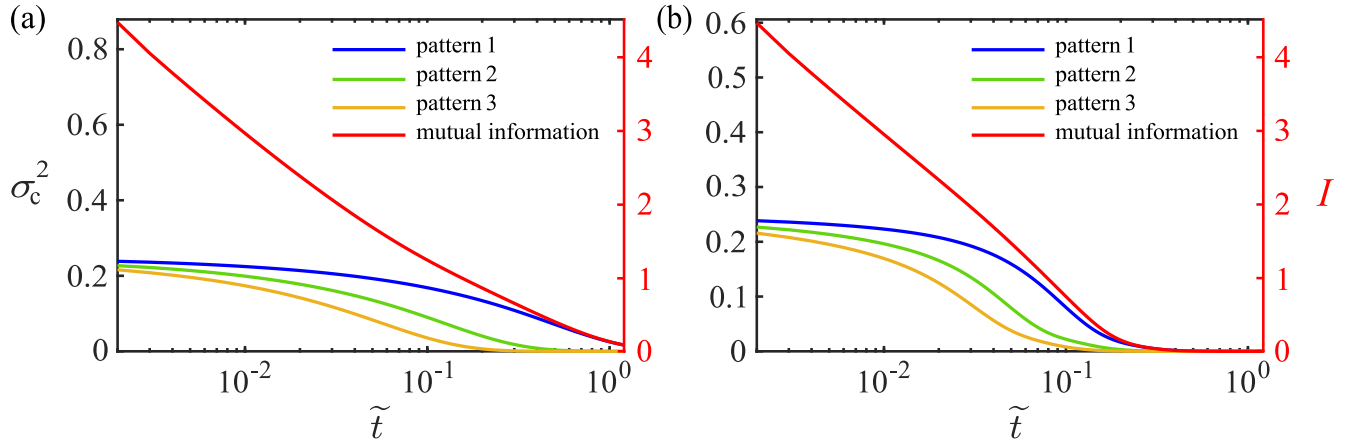 (a)
pattern 1
pattern 2
pattern 3
mutual information
0.8
0.6
0.4
0.2
0
σc²
4
3
2
1
0
10⁻²
10⁻¹
10⁰
t̃
(b)
pattern 1
pattern 2
pattern 3
mutual information
0.6
0.5
0.4
0.3
0.2
0.1
0
4
3
2
1
0
I
10⁻²
10⁻¹
10⁰
t̃